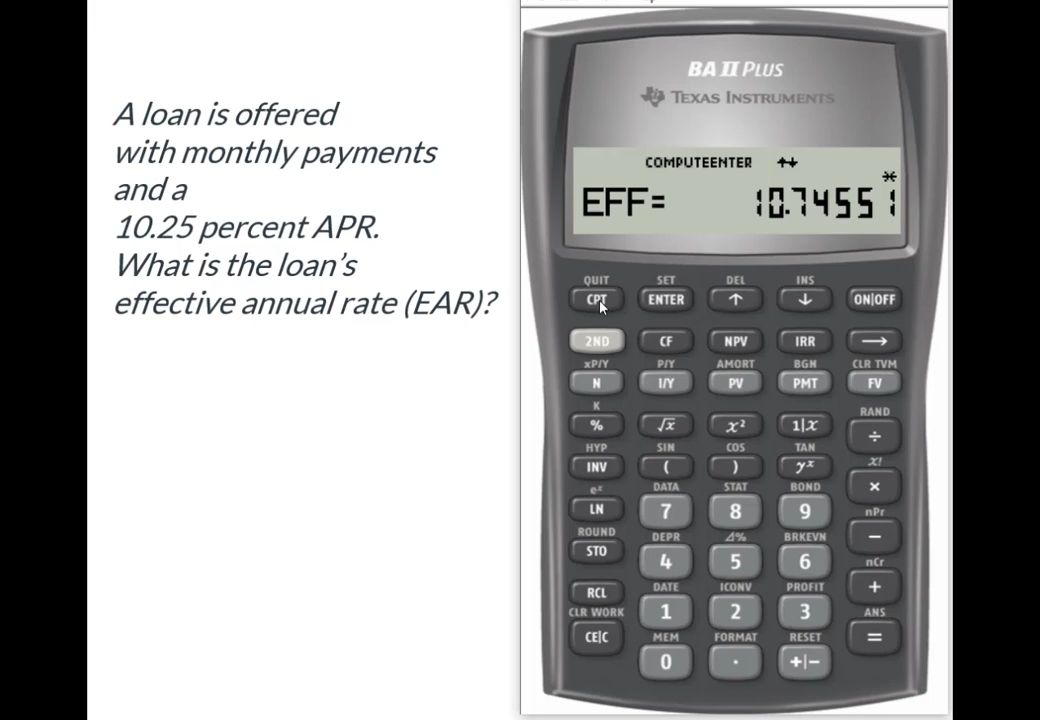 A loan is offered
with monthly payments
and a
10.25 percent APR.
What is the loan's
effective annual rate (EAR)?
BA II PLUS
TEXAS INSTRUMENTS
COMPUTEENTER
EFF= 10.74551
QUIT SET DEL INS
CPT ENTER ↑ ↓ ON|OFF
2ND CF NPV IRR →
xP/Y P/Y AMORT BGN CLR TVM
N I/Y PV PMT FV
K RAND
% √x x² 1|x ÷
HYP SIN COS TAN x!
INV ( ) yˣ ×
eˣ DATA STAT BOND nPr
LN 7 8 9 −
ROUND DEPR Δ% BRKEVN nCr
STO 4 5 6 +
DATE ICONV PROFIT ANS
RCL 1 2 3 =
CLR WORK MEM FORMAT RESET
CE|C 0 . +|−